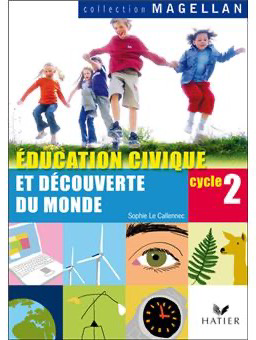 collection MAGELLAN
ÉDUCATION CIVIQUE
ET DÉCOUVERTE
DU MONDE
cycle 2
Sophie Le Callennec
HATIER